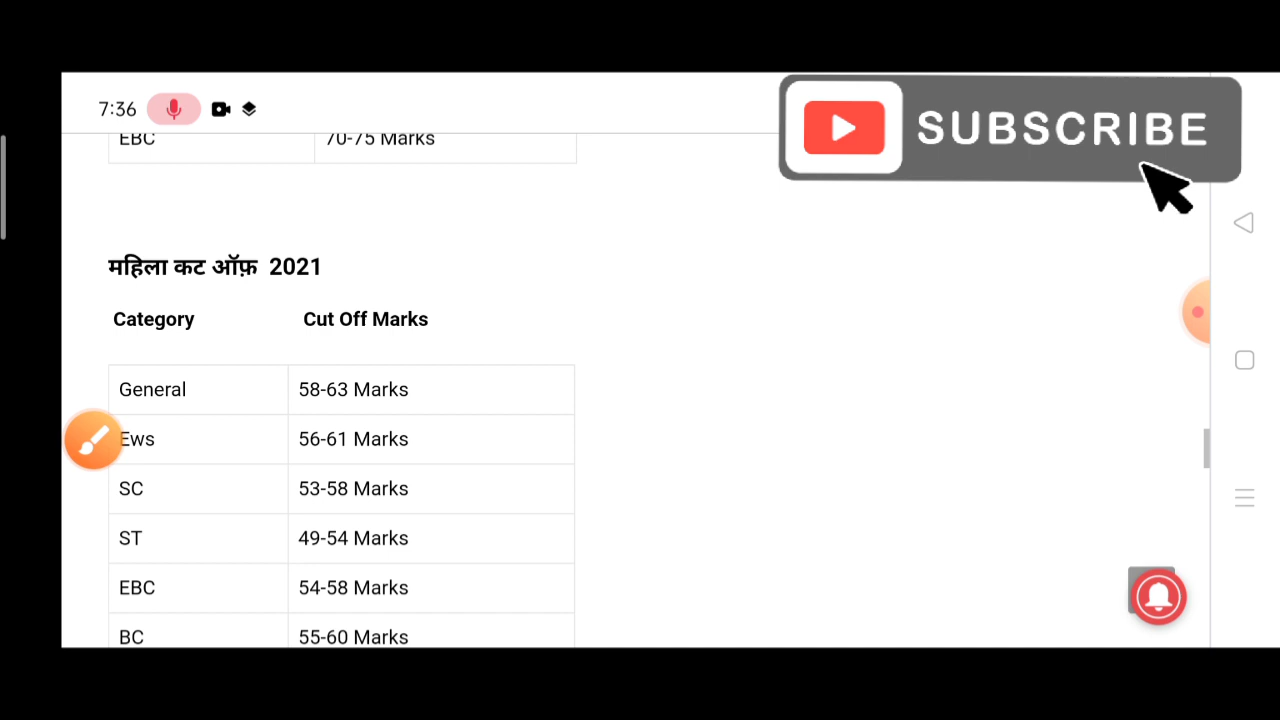 7:36
SUBSCRIBE
EBC 70-75 Marks
महिला कट ऑफ़ 2021
Category Cut Off Marks
General 58-63 Marks
Ews 56-61 Marks
SC 53-58 Marks
ST 49-54 Marks
EBC 54-58 Marks
BC 55-60 Marks